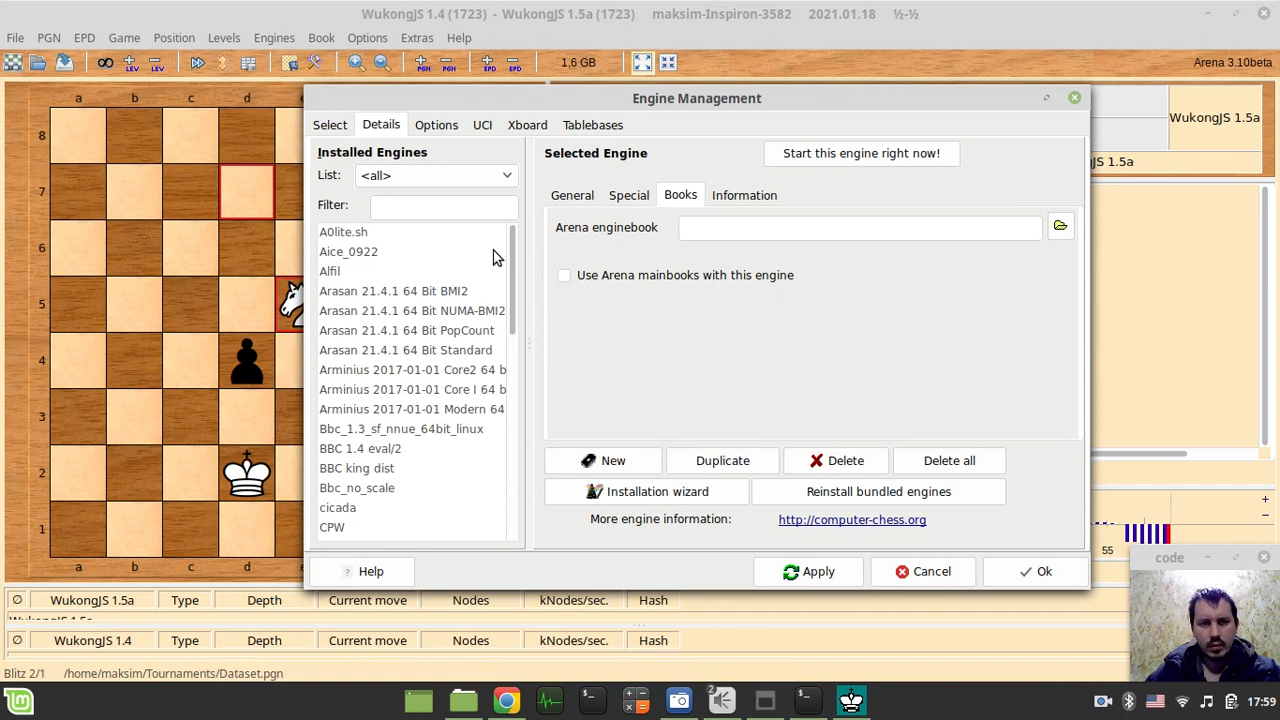 WukongJS 1.4 (1723) - WukongJS 1.5a (1723) maksim-Inspiron-3582 2021.01.18 ½-½
File PGN EPD Game Position Levels Engines Book Options Extras Help
LEV LEV PGN PGN EPD EPD 1,6 GB Arena 3.10beta
a b c d
8
7
6
5
4
3
2
1
a b c d
Engine Management
Select Details Options UCI Xboard Tablebases
Installed Engines
List: <all>
Filter:
A0lite.sh
Aice_0922
Alfil
Arasan 21.4.1 64 Bit BMI2
Arasan 21.4.1 64 Bit NUMA-BMI2
Arasan 21.4.1 64 Bit PopCount
Arasan 21.4.1 64 Bit Standard
Arminius 2017-01-01 Core2 64 b
Arminius 2017-01-01 Core I 64 b
Arminius 2017-01-01 Modern 64
Bbc_1.3_sf_nnue_64bit_linux
BBC 1.4 eval/2
BBC king dist
Bbc_no_scale
cicada
CPW
Selected Engine
Start this engine right now!
General Special Books Information
Arena enginebook
Use Arena mainbooks with this engine
New Duplicate Delete Delete all
Installation wizard Reinstall bundled engines
More engine information: http://computer-chess.org
Help Apply Cancel Ok
WukongJS 1.5a
JS 1.5a
+
-
55
code
∅ WukongJS 1.5a Type Depth Current move Nodes kNodes/sec. Hash
∅ WukongJS 1.4 Type Depth Current move Nodes kNodes/sec. Hash
Blitz 2/1 /home/maksim/Tournaments/Dataset.pgn
2
17:59